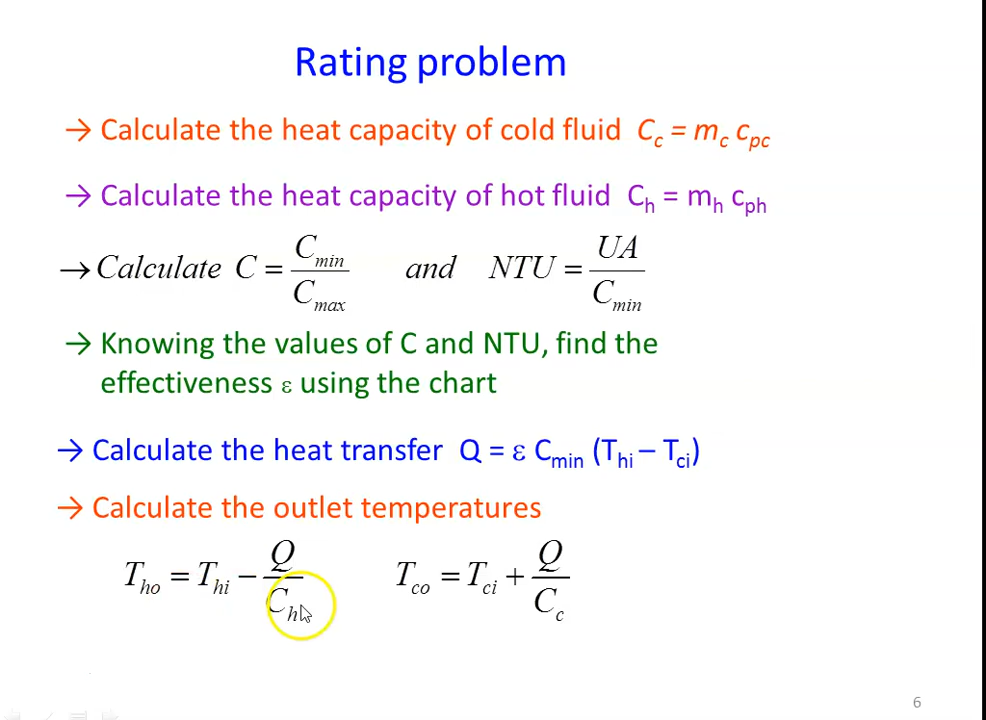 Rating problem
→ Calculate the heat capacity of cold fluid C_c = m_c c_pc
→ Calculate the heat capacity of hot fluid C_h = m_h c_ph
→ Calculate C = C_min / C_max and NTU = UA / C_min
→ Knowing the values of C and NTU, find the
effectiveness ε using the chart
→ Calculate the heat transfer Q = ε C_min (T_hi – T_ci)
→ Calculate the outlet temperatures
T_ho = T_hi − Q / C_h T_co = T_ci + Q / C_c
6